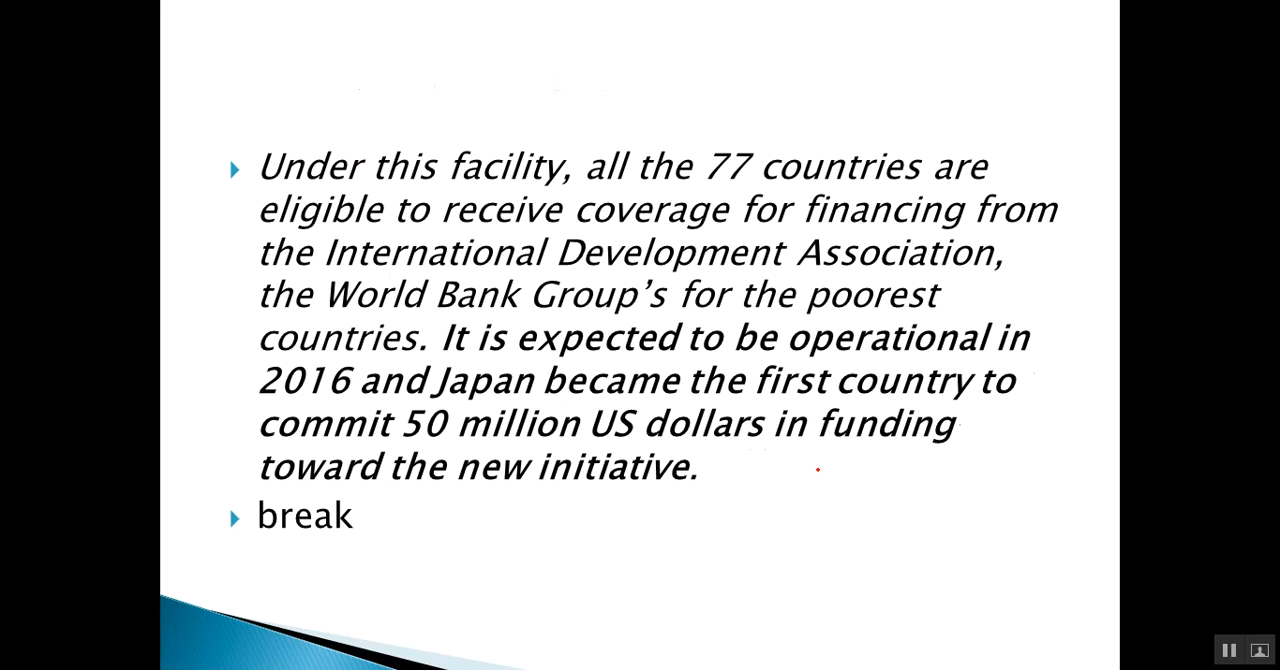 Under this facility, all the 77 countries are
eligible to receive coverage for financing from
the International Development Association,
the World Bank Group’s for the poorest
countries. It is expected to be operational in
2016 and Japan became the first country to
commit 50 million US dollars in funding
toward the new initiative.
break